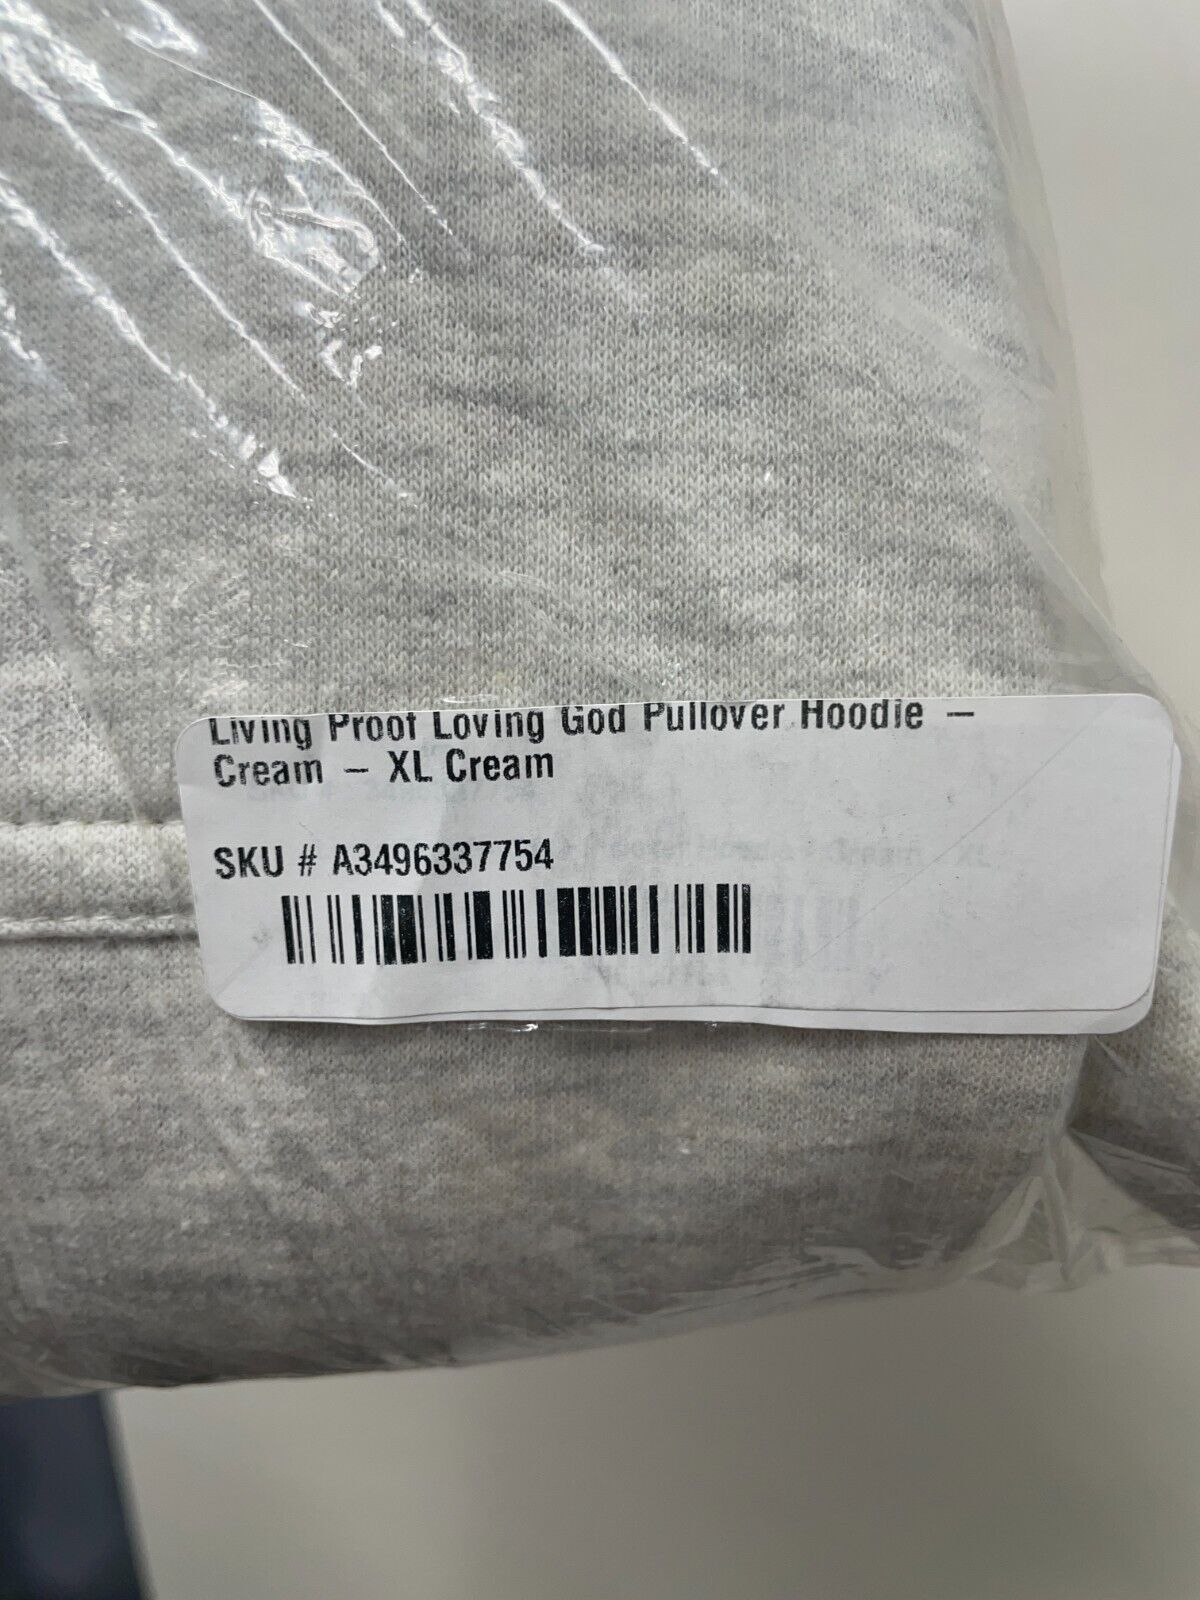 Living Proof Loving God Pullover Hoodie –
Cream – XL Cream
SKU # A3496337754